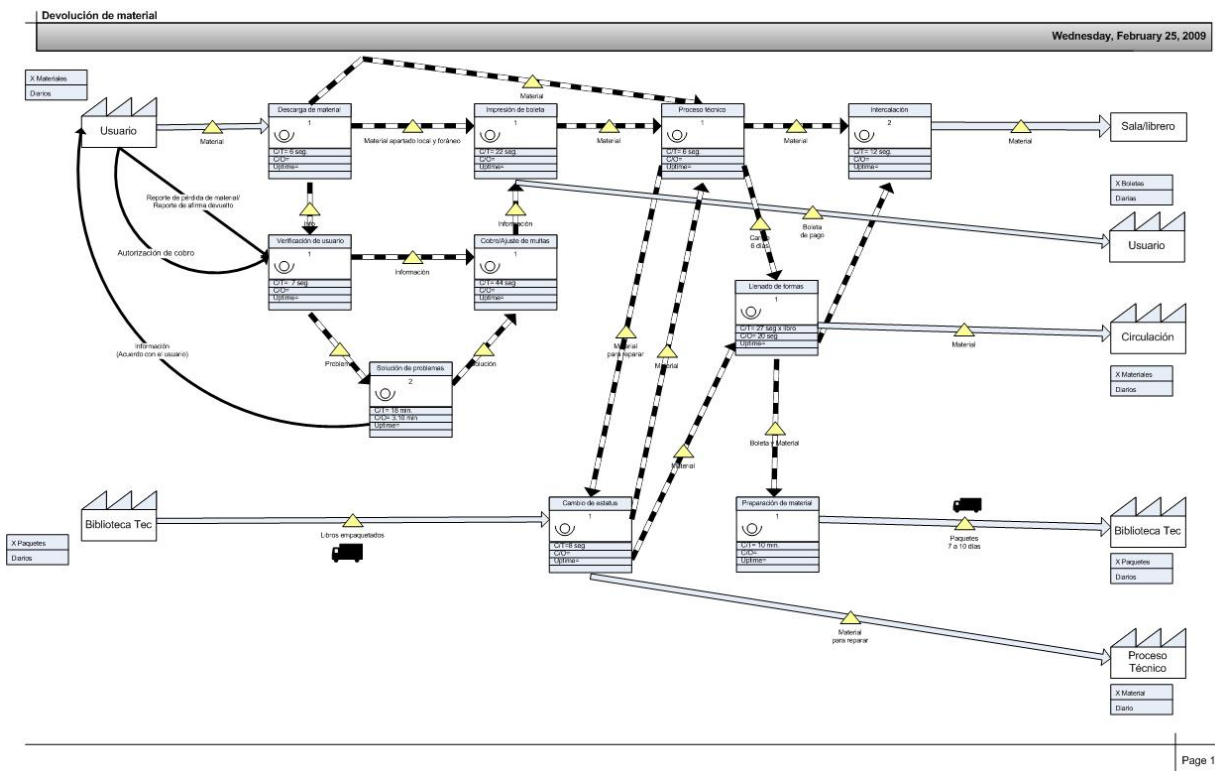 Devolución de material
Wednesday, February 25, 2009
X Materiales
Diarios
Usuario
Material
Descarga de material
1
C/T= 6 seg.
C/O=
Uptime=
Material
Material apartado local y foráneo
Impresión de boleta
1
C/T= 22 seg.
C/O=
Uptime=
Material
Proceso técnico
1
C/T= 6 seg.
C/O=
Uptime=
Material
Intercalación
2
C/T= 12 seg.
C/O=
Uptime=
Material
Sala/librero
X Boletas
Diarias
Usuario
Reporte de pérdida de material/
Reporte de afirma devuelto
Autorización de cobro
Info.
Verificación de usuario
1
C/T= 7 seg
C/O=
Uptime=
Información
Información
Cobro/Ajuste de multas
1
C/T= 44 seg
C/O=
Uptime=
Boleta
de pago
6 días
Llenado de formas
1
C/T= 27 seg x libro
C/O= 20 seg
Uptime=
Material
Circulación
X Materiales
Diarios
Información
(Acuerdo con el usuario)
Problema
Solución
Solución de problemas
2
C/T= 18 min.
C/O= 3.10 min
Uptime=
Material
para reparar
Material
Material
Boleta y Material
Biblioteca Tec
X Paquetes
Diarios
Libros empaquetados
Cambio de estatus
1
C/T=8 seg
C/O=
Uptime=
Preparación de material
1
C/T= 10 min.
C/O=
Uptime=
Paquetes
7 a 10 días
Biblioteca Tec
X Paquetes
Diarios
Material
para reparar
Proceso
Técnico
X Material
Diario
Page 1